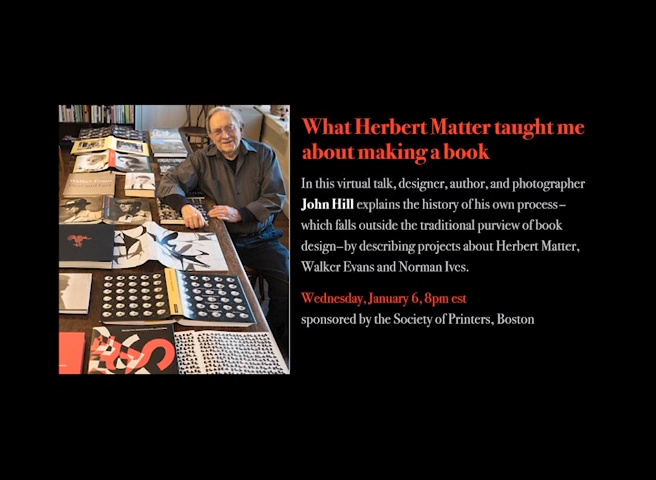 What Herbert Matter taught me
about making a book
In this virtual talk, designer, author, and photographer
John Hill explains the history of his own process–
which falls outside the traditional purview of book
design–by describing projects about Herbert Matter,
Walker Evans and Norman Ives.
Wednesday, January 6, 8pm est
sponsored by the Society of Printers, Boston